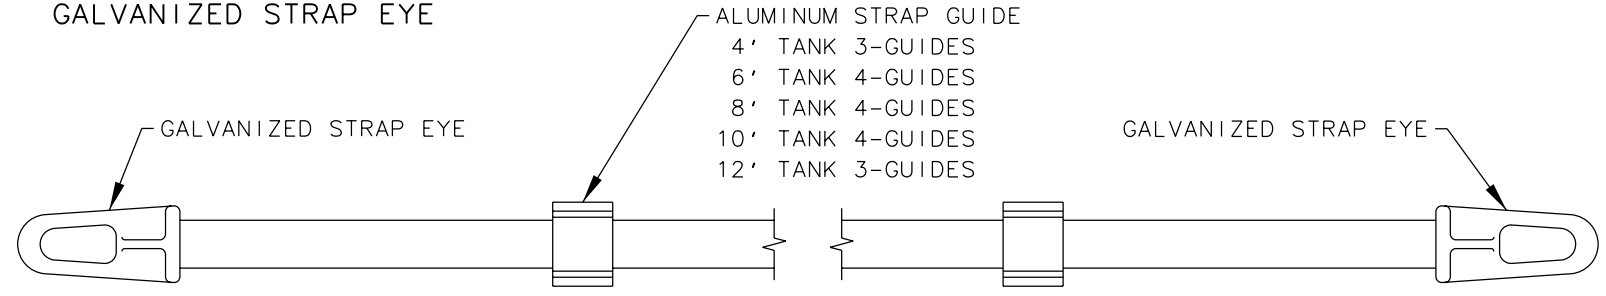 GALVANIZED STRAP EYE
ALUMINUM STRAP GUIDE
4' TANK 3-GUIDES
6' TANK 4-GUIDES
8' TANK 4-GUIDES
10' TANK 4-GUIDES
12' TANK 3-GUIDES
GALVANIZED STRAP EYE
GALVANIZED STRAP EYE